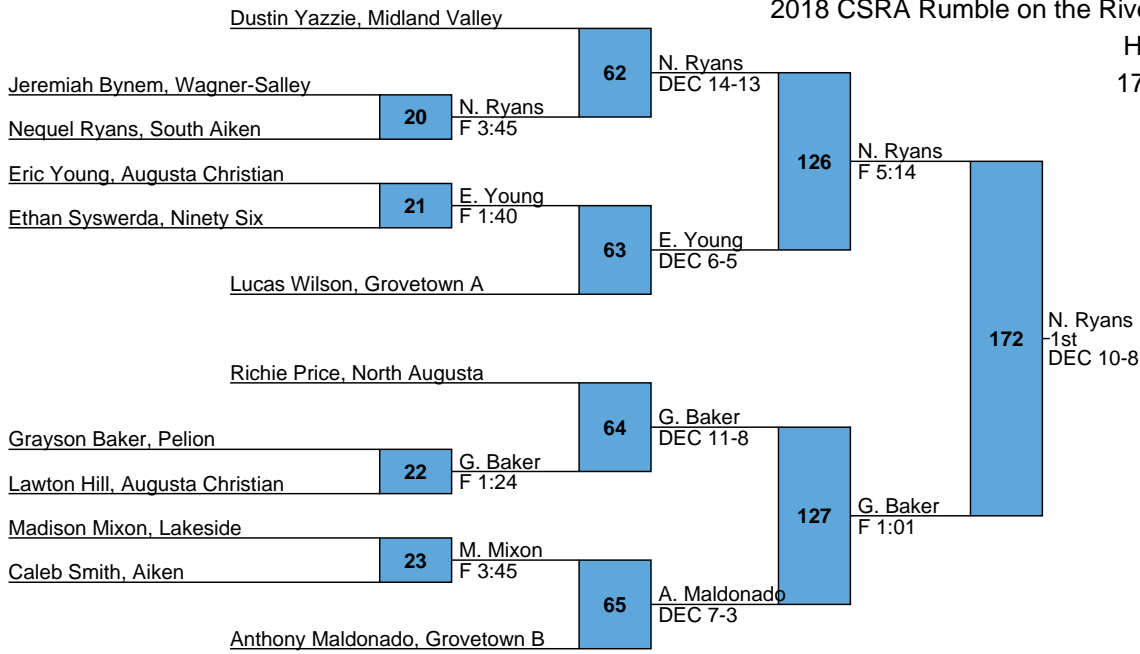 2018 CSRA Rumble on the Rive
H
17
Dustin Yazzie, Midland Valley
62
N. Ryans
DEC 14-13
Jeremiah Bynem, Wagner-Salley
20
N. Ryans
F 3:45
Nequel Ryans, South Aiken
126
N. Ryans
F 5:14
Eric Young, Augusta Christian
21
E. Young
F 1:40
Ethan Syswerda, Ninety Six
63
E. Young
DEC 6-5
Lucas Wilson, Grovetown A
172
N. Ryans
1st
DEC 10-8
Richie Price, North Augusta
64
G. Baker
DEC 11-8
Grayson Baker, Pelion
22
G. Baker
F 1:24
Lawton Hill, Augusta Christian
127
G. Baker
F 1:01
Madison Mixon, Lakeside
23
M. Mixon
F 3:45
Caleb Smith, Aiken
65
A. Maldonado
DEC 7-3
Anthony Maldonado, Grovetown B